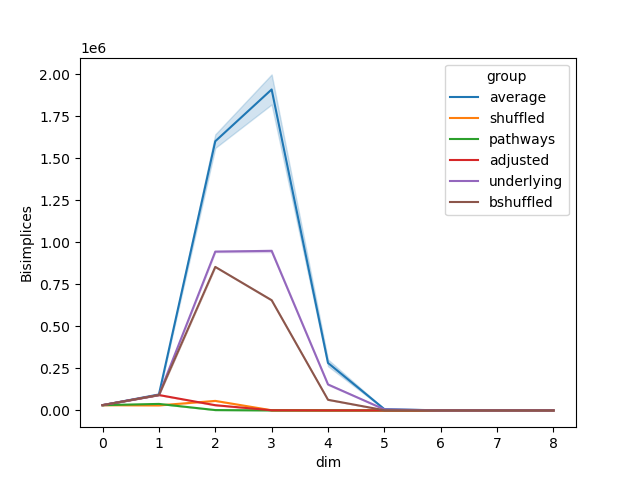 1e6
2.00
1.75
1.50
1.25
1.00
0.75
0.50
0.25
0.00
Bisimplices
0 1 2 3 4 5 6 7 8
dim
group
average
shuffled
pathways
adjusted
underlying
bshuffled